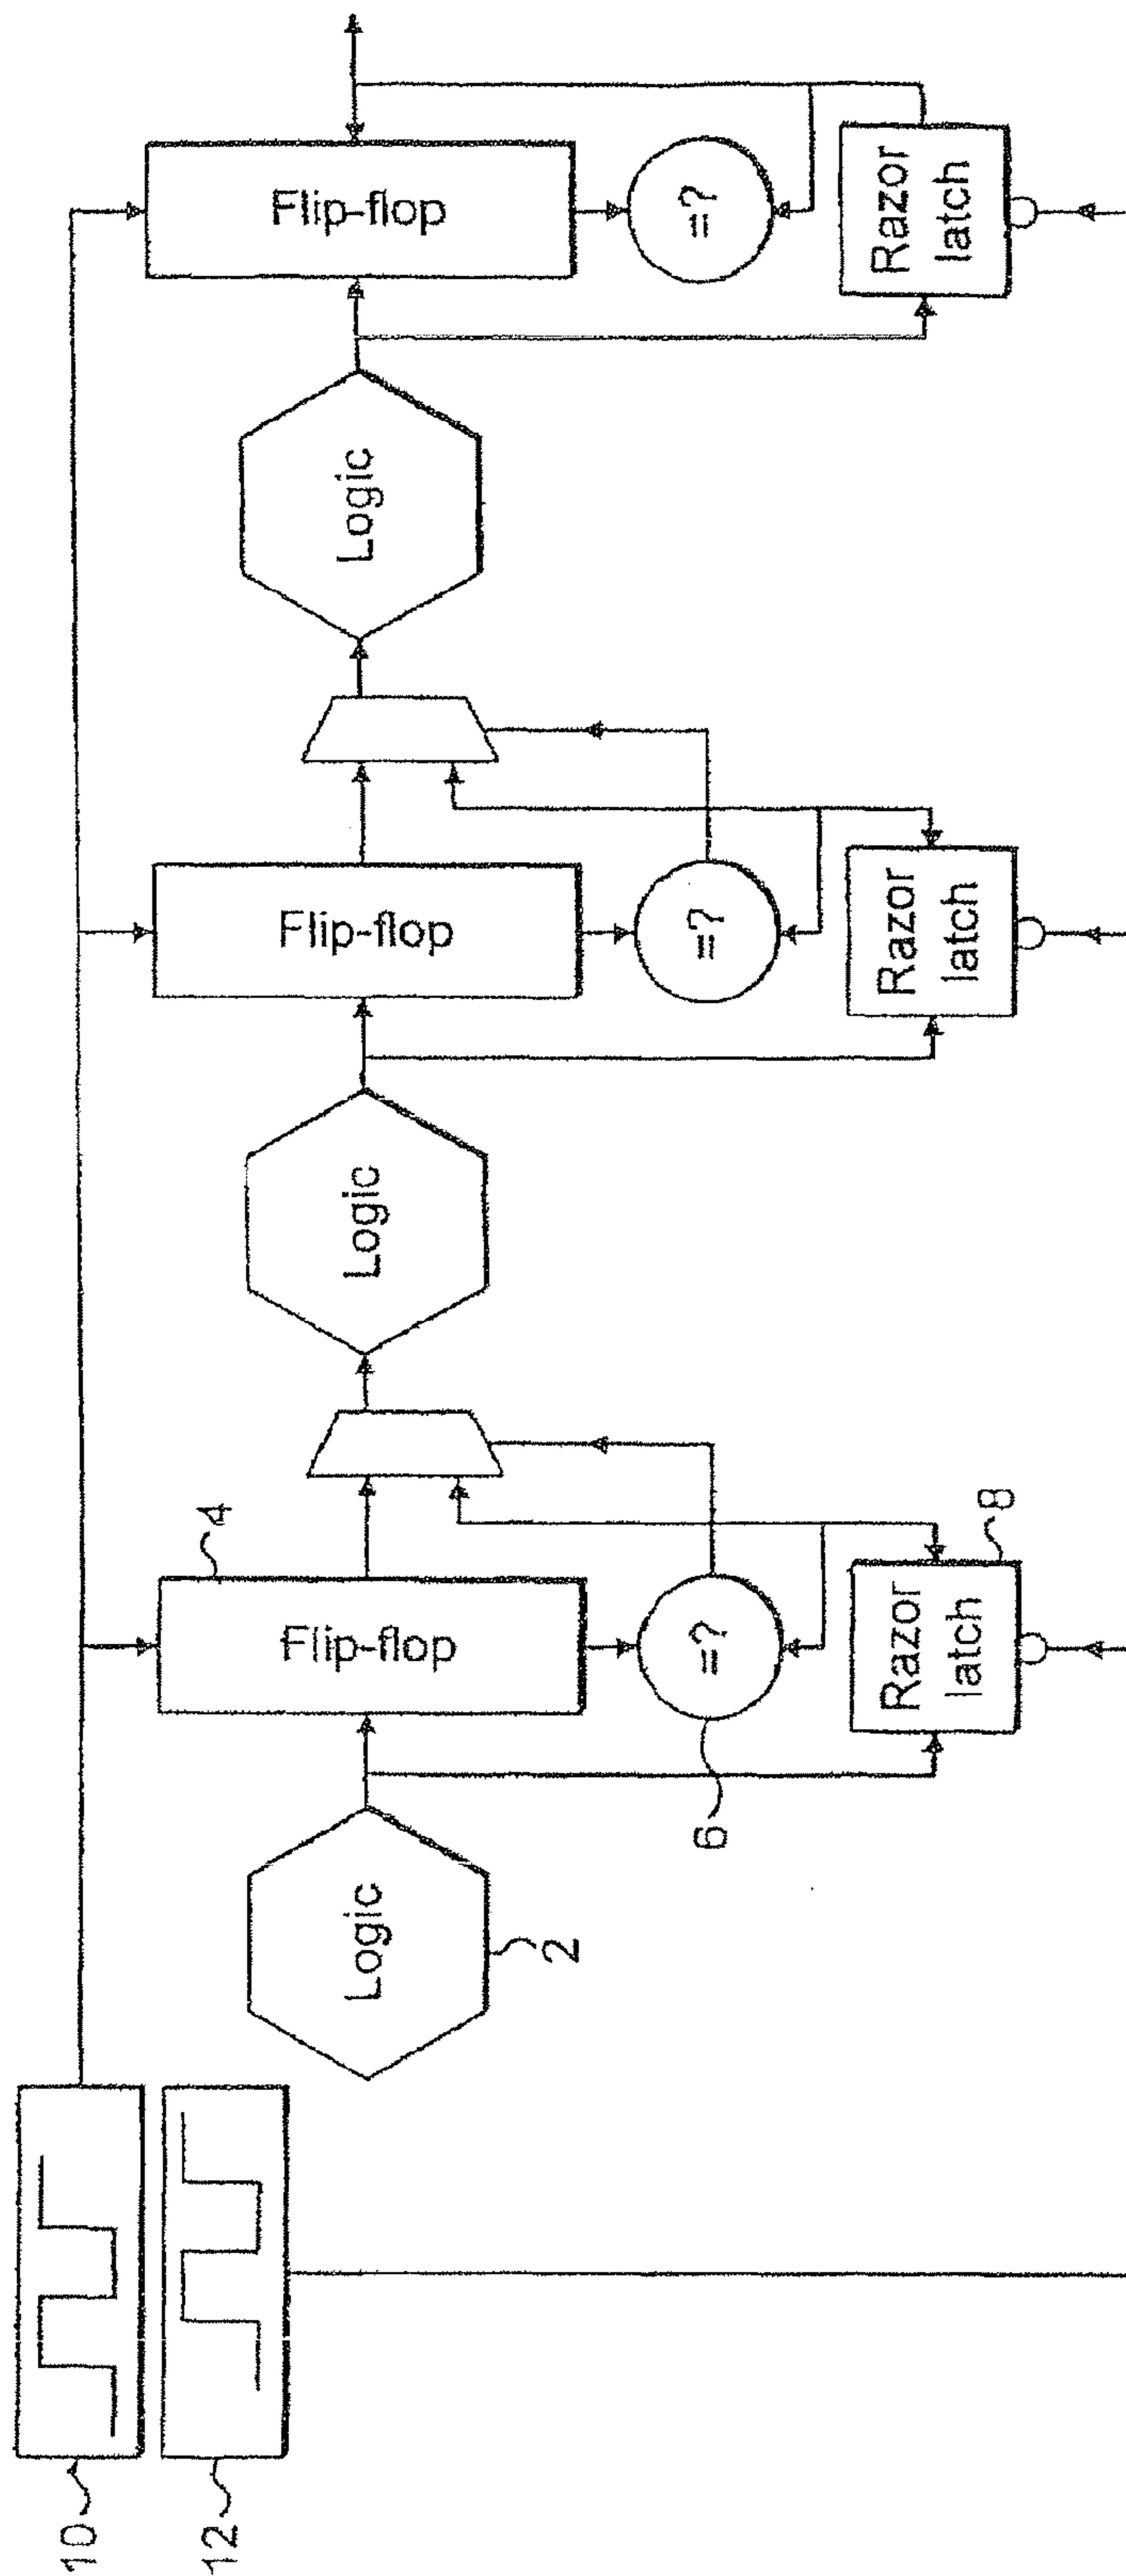 10
12
Logic
2
Flip-flop
4
=?
6
Razor
latch
8
Logic
Flip-flop
=?
Razor
latch
Logic
Flip-flop
=?
Razor
latch